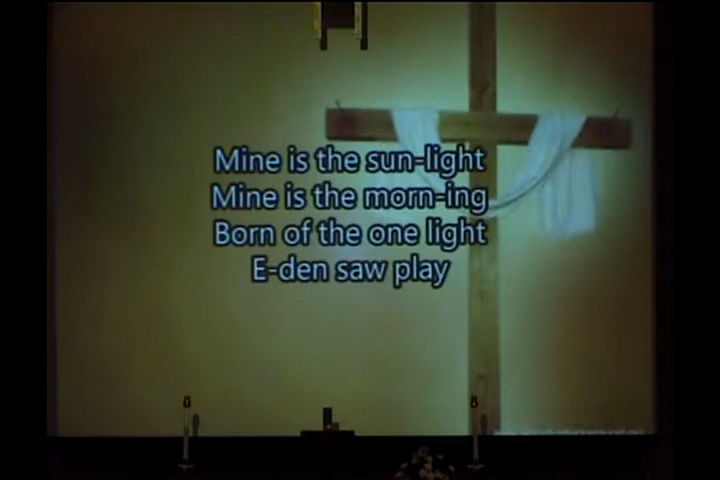 Mine is the sun-light
Mine is the morn-ing
Born of the one light
E-den saw play